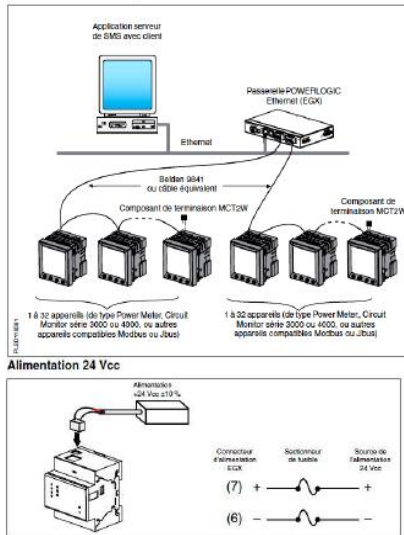 Application serveur
de SMS avec client
Passerelle POWERLOGIC
Ethernet (EGX)
Ethernet
Belden 9841
ou câble équivalent
Composant de terminaison MCT2W
Composant de
terminaison MCT2W
1 à 32 appareils (de type Power Meter, Circuit
Monitor série 3000 ou 4000, ou autres
appareils compatibles Modbus ou Jbus)
1 à 32 appareils (de type Power Meter, Circuit
Monitor série 3000 ou 4000, ou autres
appareils compatibles Modbus ou Jbus)
Alimentation 24 Vcc
Alimentation
+24 Vcc ±10 %
Connecteur
d'alimentation
EGX
Sectionneur
de fusible
Source de
l'alimentation
24 Vcc
(7) + +
(6) – –